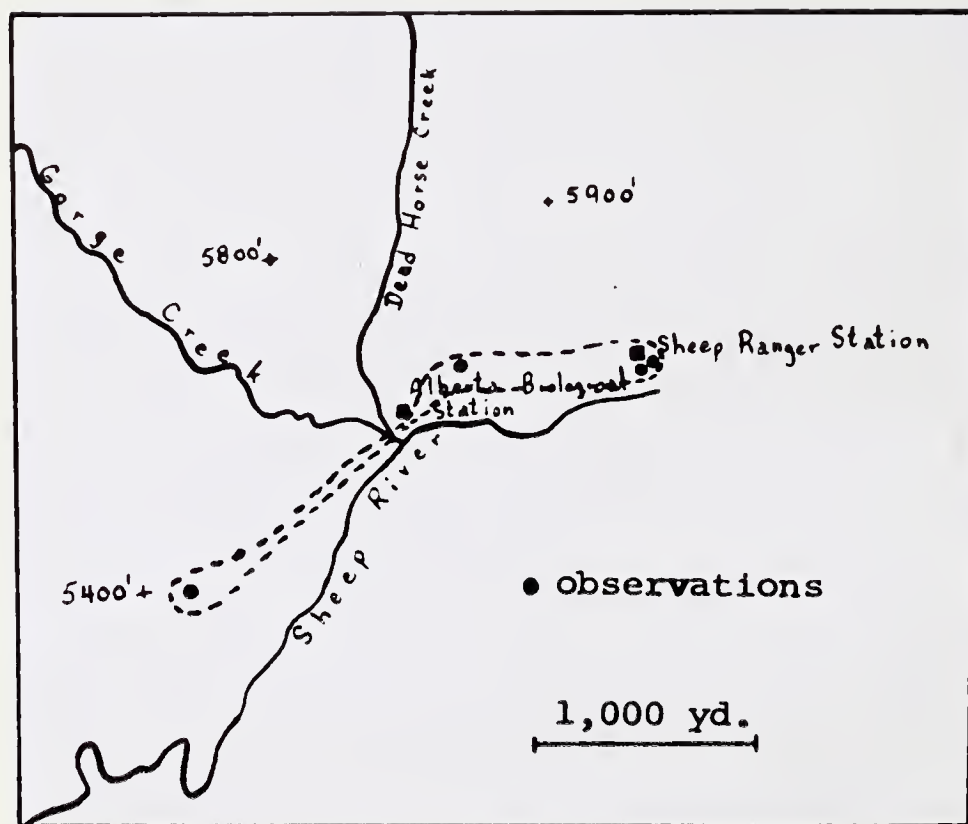 Dead Horse Creek
Gorge Creek
5900'
5800'
Sheep Ranger Station
Alberta Biological
Station
Sheep River
5400'
observations
1,000 yd.